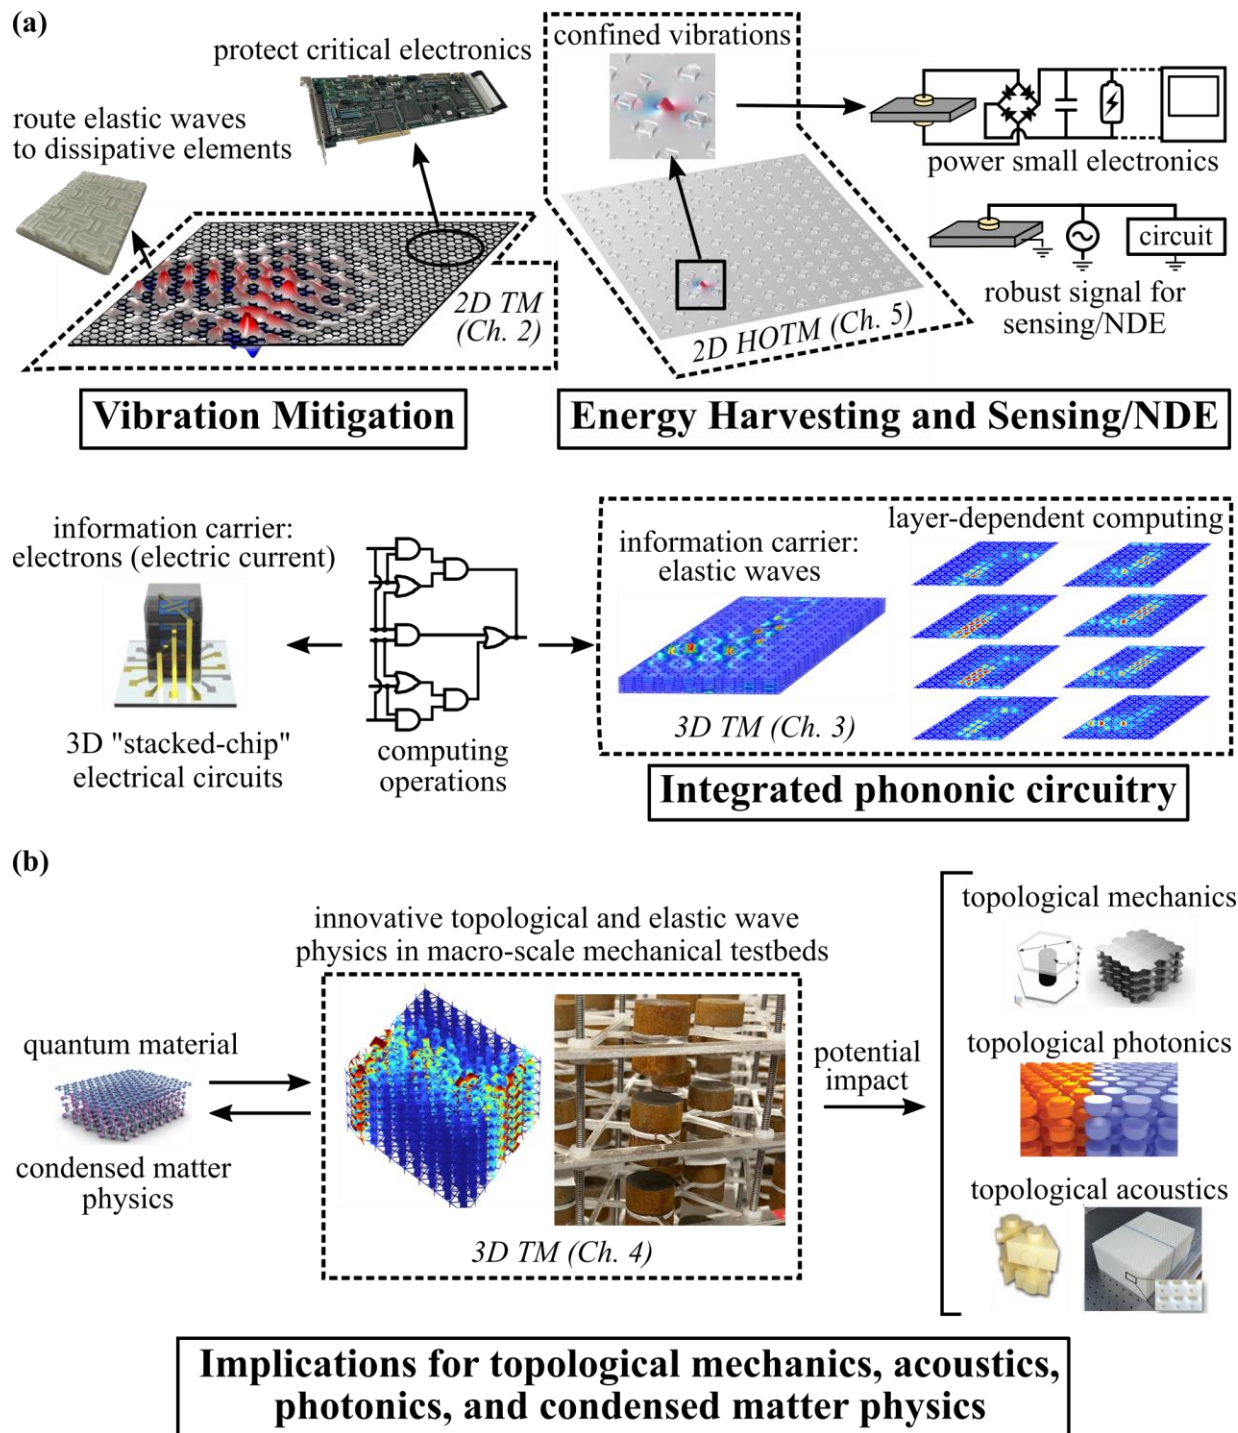 (a)
protect critical electronics
route elastic waves
to dissipative elements
2D TM
(Ch. 2)
Vibration Mitigation
confined vibrations
power small electronics
circuit
robust signal for
sensing/NDE
2D HOTM (Ch. 5)
Energy Harvesting and Sensing/NDE
information carrier:
electrons (electric current)
3D "stacked-chip"
electrical circuits
computing
operations
information carrier:
elastic waves
layer-dependent computing
3D TM (Ch. 3)
Integrated phononic circuitry
(b)
innovative topological and elastic wave
physics in macro-scale mechanical testbeds
quantum material
condensed matter
physics
3D TM (Ch. 4)
potential
impact
topological mechanics
topological photonics
topological acoustics
Implications for topological mechanics, acoustics,
photonics, and condensed matter physics